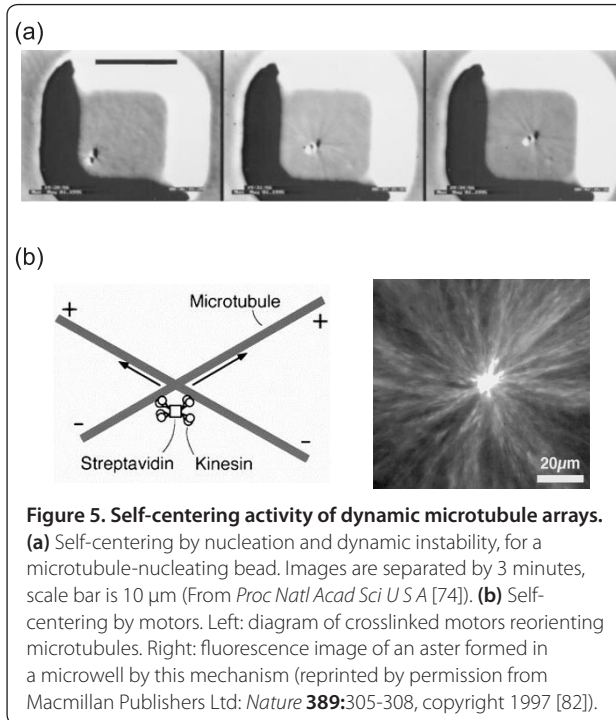 (a)
(b)
+
Microtubule
+
−
−
Streptavidin
Kinesin
20μm
Figure 5. Self-centering activity of dynamic microtubule arrays.
(a) Self-centering by nucleation and dynamic instability, for a
microtubule-nucleating bead. Images are separated by 3 minutes,
scale bar is 10 μm (From Proc Natl Acad Sci U S A [74]). (b) Self-
centering by motors. Left: diagram of crosslinked motors reorienting
microtubules. Right: fluorescence image of an aster formed in
a microwell by this mechanism (reprinted by permission from
Macmillan Publishers Ltd: Nature 389:305-308, copyright 1997 [82]).